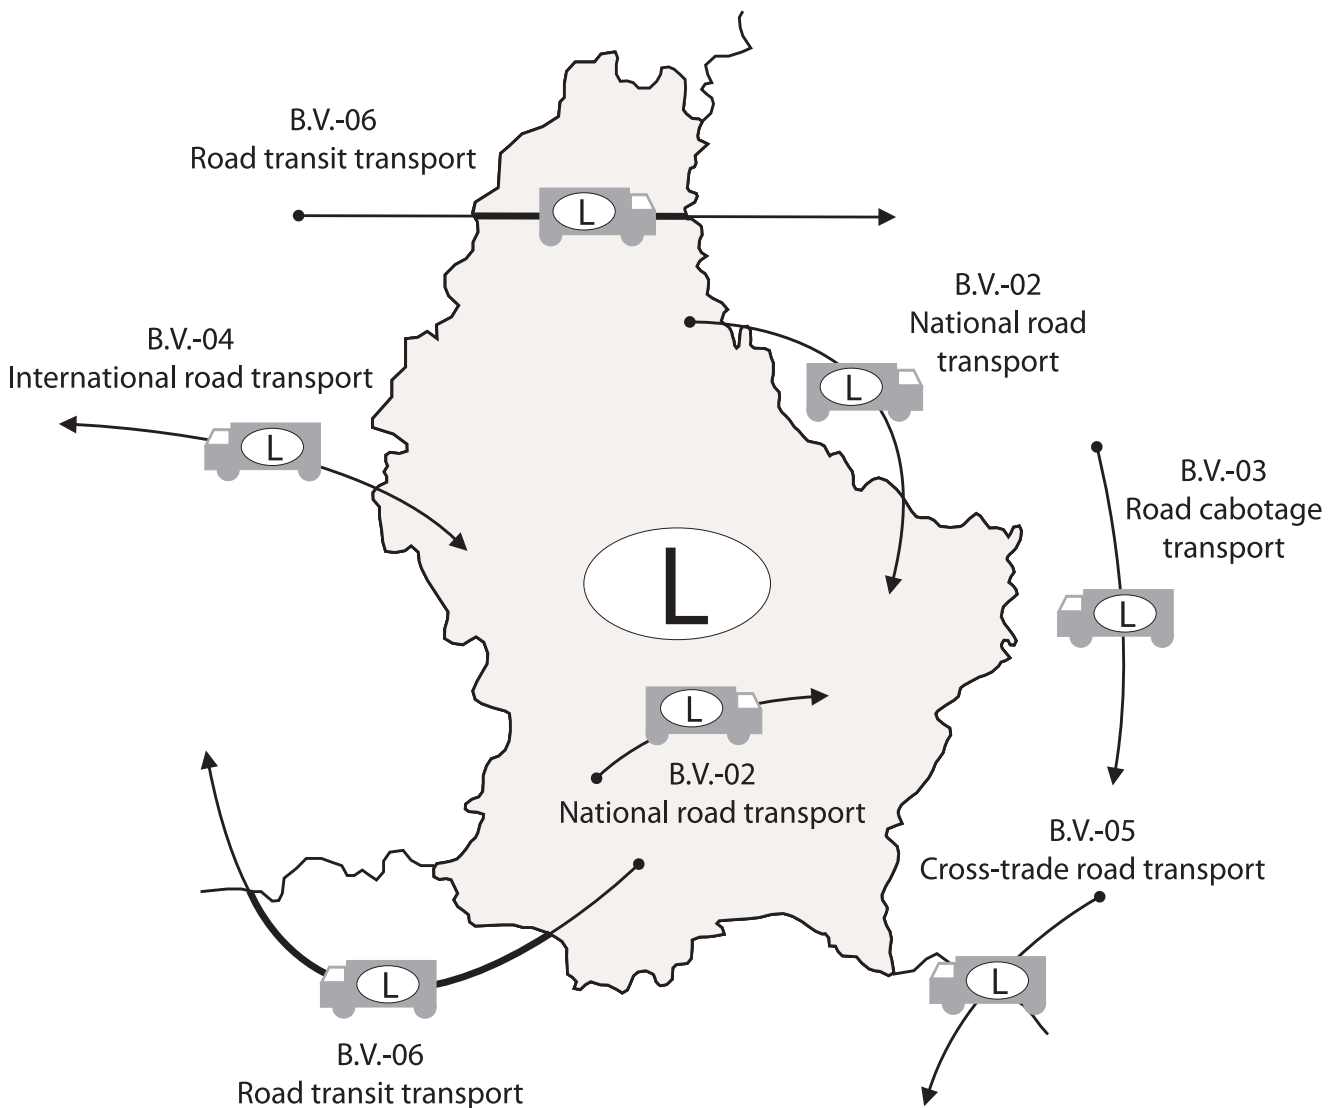 B.V.-06
Road transit transport
L
B.V.-02
National road
transport
L
B.V.-04
International road transport
L
B.V.-03
Road cabotage
transport
L
L
L
B.V.-02
National road transport
B.V.-05
Cross-trade road transport
L
L
B.V.-06
Road transit transport